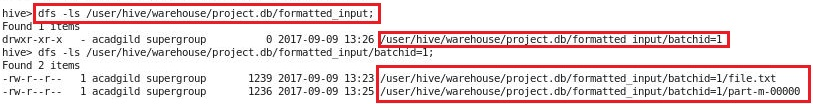 hive> dfs -ls /user/hive/warehouse/project.db/formatted_input;
Found 1 items
drwxr-xr-x   - acadgild supergroup          0 2017-09-09 13:26 /user/hive/warehouse/project.db/formatted_input/batchid=1
hive> dfs -ls /user/hive/warehouse/project.db/formatted_input/batchid=1;
Found 2 items
-rw-r--r--   1 acadgild supergroup       1239 2017-09-09 13:23 /user/hive/warehouse/project.db/formatted_input/batchid=1/file.txt
-rw-r--r--   1 acadgild supergroup       1236 2017-09-09 13:25 /user/hive/warehouse/project.db/formatted_input/batchid=1/part-m-00000